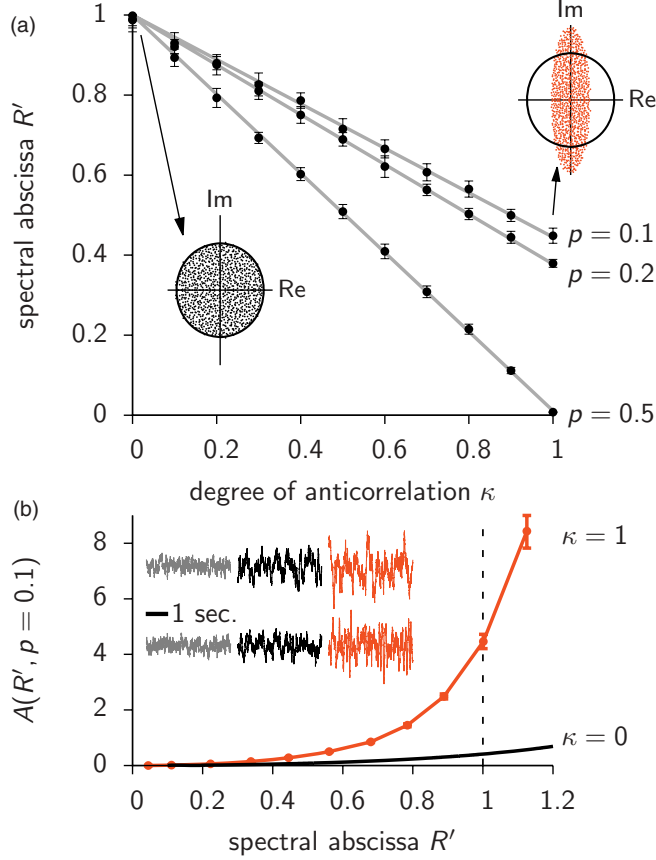 (a)
spectral abscissa R′
1
0.8
0.6
0.4
0.2
0
Im
Re
Im
Re
p = 0.1
p = 0.2
p = 0.5
0 0.2 0.4 0.6 0.8 1
degree of anticorrelation κ
(b)
A(R′, p = 0.1)
8
6
4
2
0
1 sec.
κ = 1
κ = 0
0 0.2 0.4 0.6 0.8 1 1.2
spectral abscissa R′